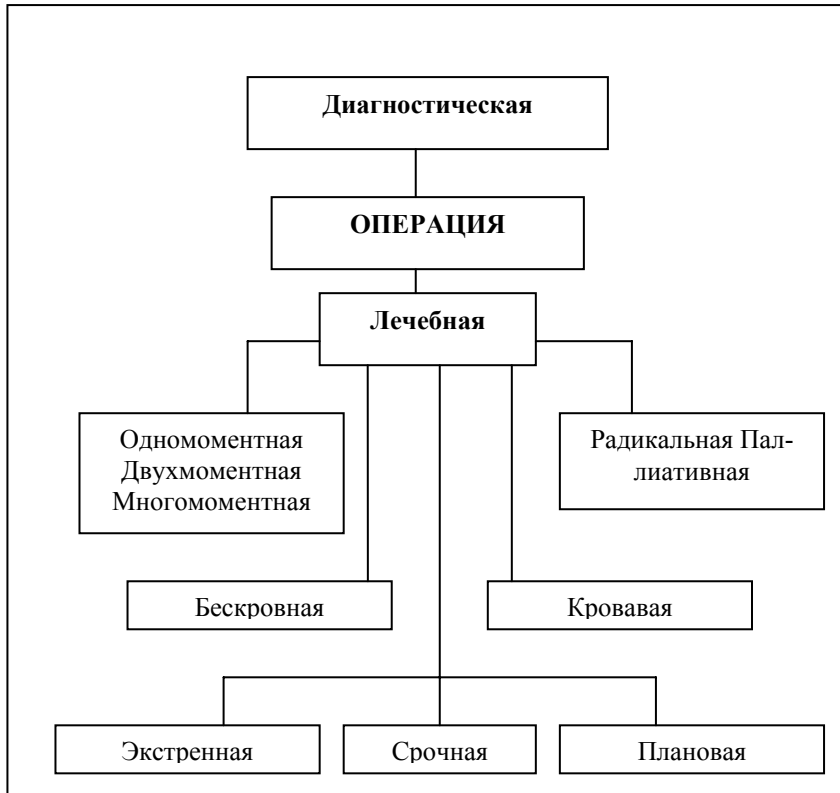 Диагностическая
ОПЕРАЦИЯ
Лечебная
Одномоментная
Двухмоментная
Многомоментная
Радикальная Пал-
лиативная
Бескровная
Кровавая
Экстренная
Срочная
Плановая